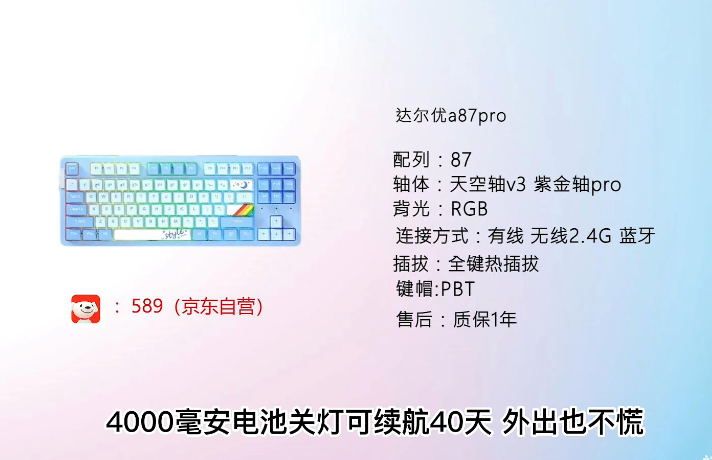 达尔优a87pro
配列：87
轴体：天空轴v3 紫金轴pro
背光：RGB
连接方式：有线 无线2.4G 蓝牙
插拔：全键热插拔
键帽:PBT
售后：质保1年
：589（京东自营）
4000毫安电池关灯可续航40天 外出也不慌